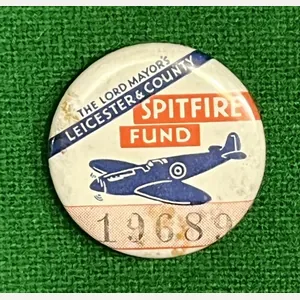 THE LORD MAYOR'S
LEICESTER & COUNTY
SPITFIRE
FUND
19689